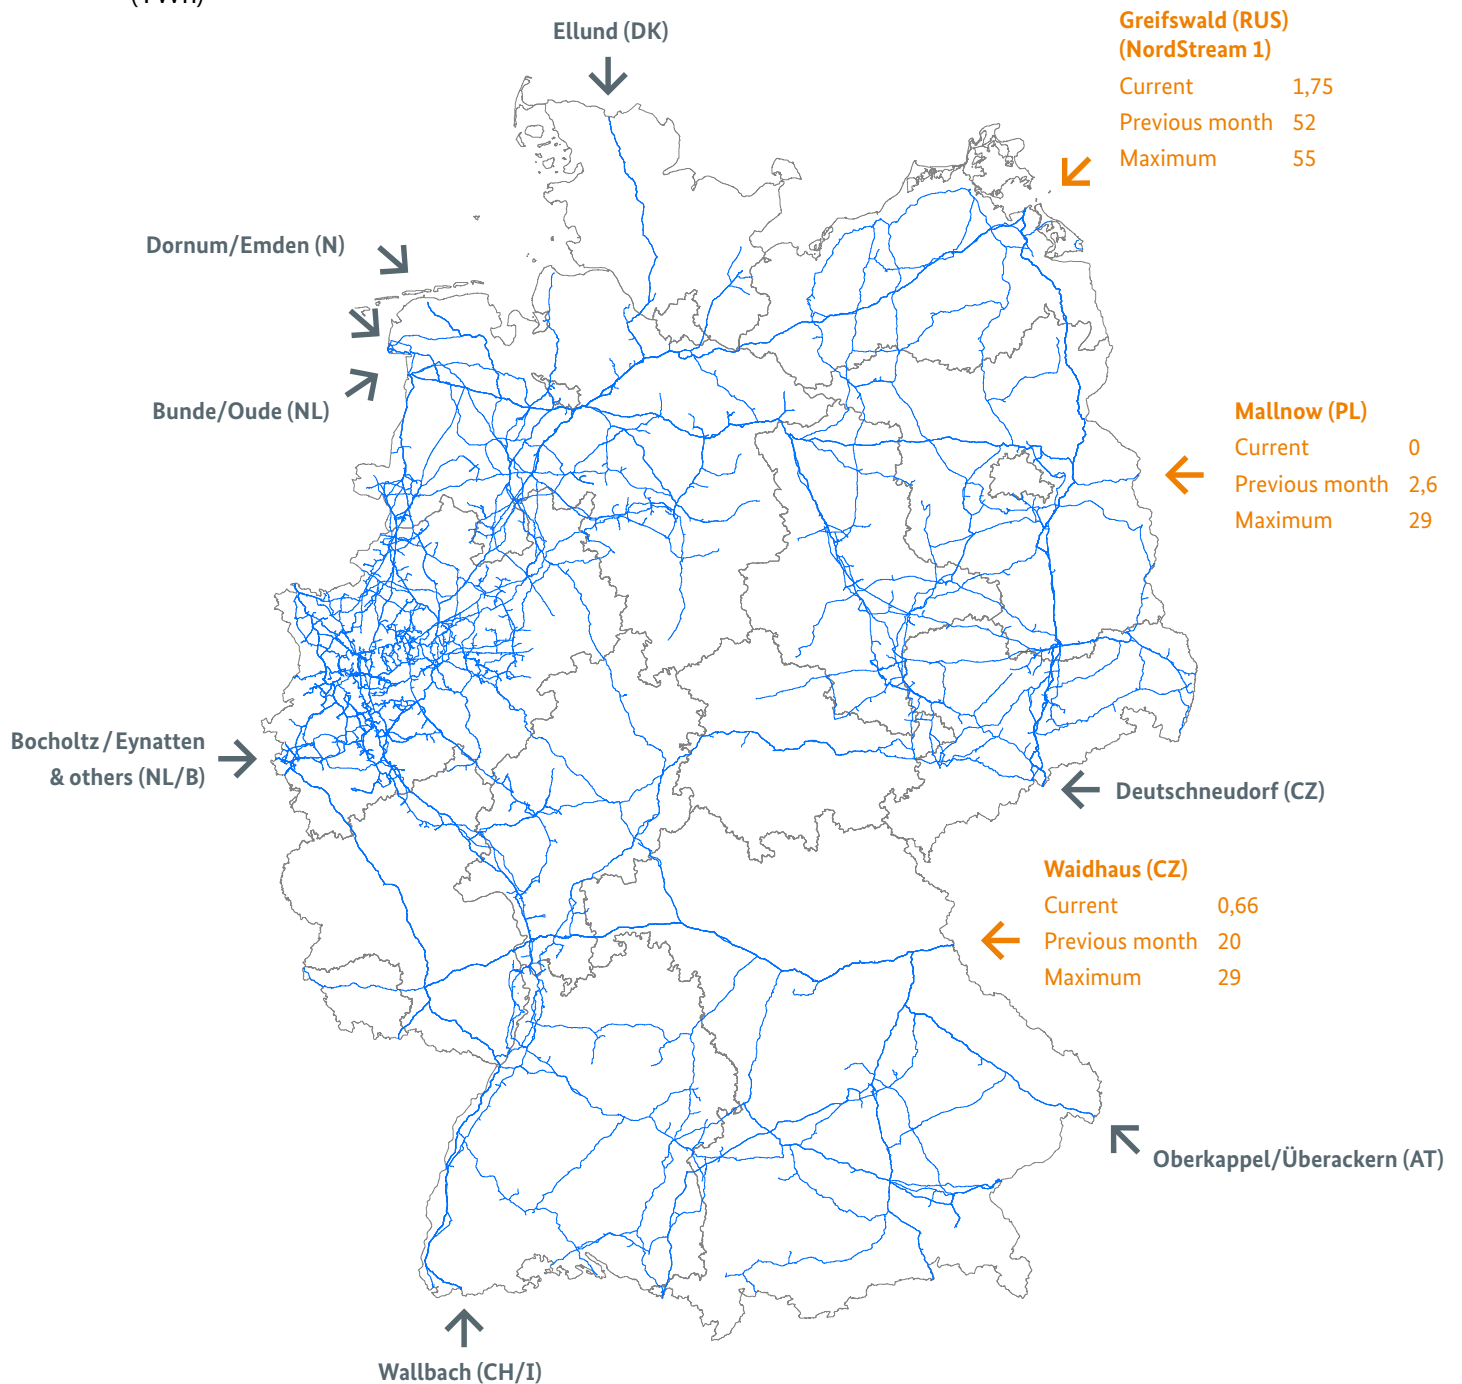 Ellund (DK)
Greifswald (RUS)
(NordStream 1)
Current 1,75
Previous month 52
Maximum 55
Dornum/Emden (N)
Bunde/Oude (NL)
Mallnow (PL)
Current 0
Previous month 2,6
Maximum 29
Bocholtz/Eynatten
& others (NL/B)
Deutschneudorf (CZ)
Waidhaus (CZ)
Current 0,66
Previous month 20
Maximum 29
Oberkappel/Überackern (AT)
Wallbach (CH/I)